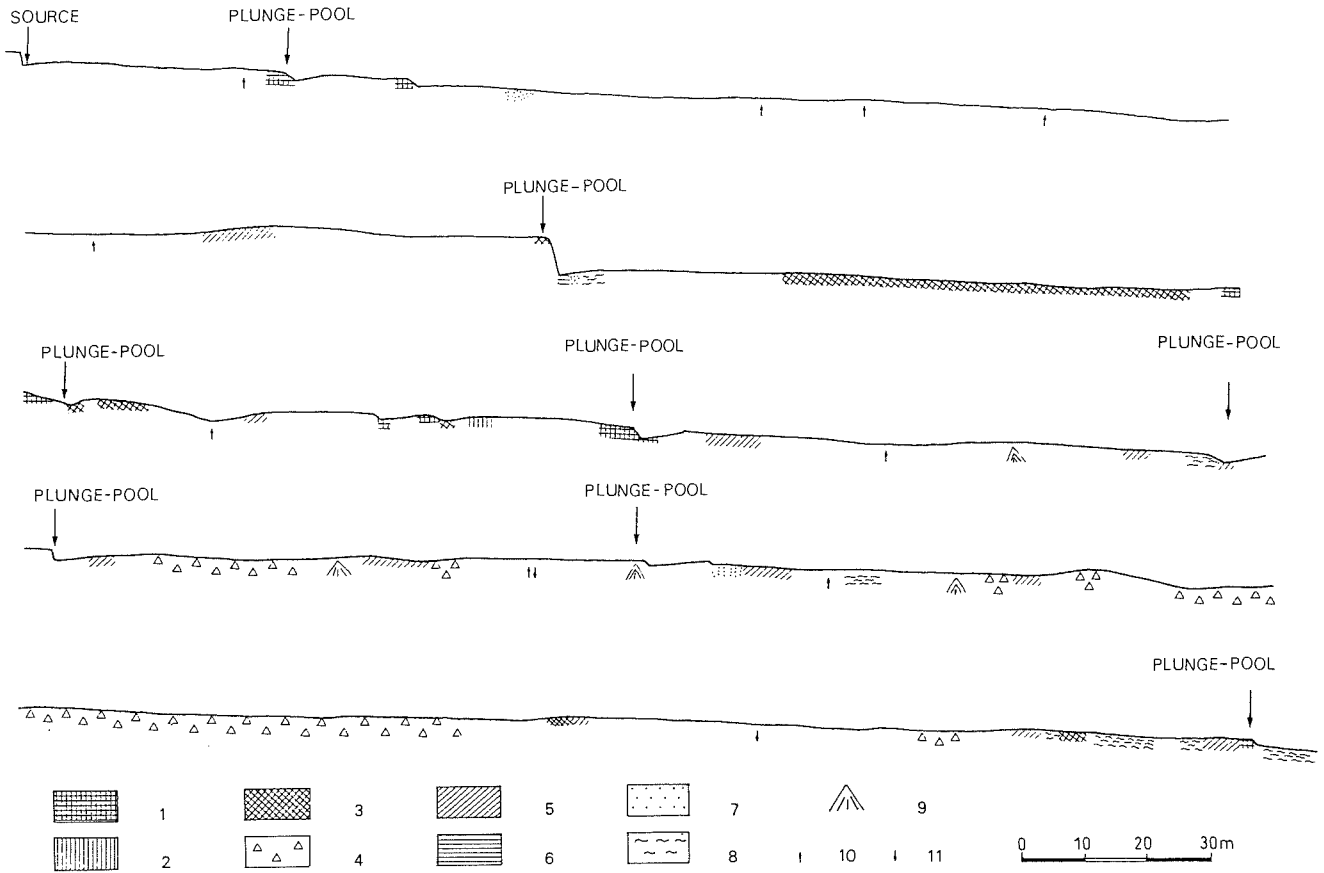 SOURCE PLUNGE-POOL
PLUNGE-POOL
PLUNGE-POOL PLUNGE-POOL PLUNGE-POOL
PLUNGE-POOL PLUNGE-POOL
PLUNGE-POOL
1 3 5 7 9
2 4 6 8 10 11 0 10 20 30m